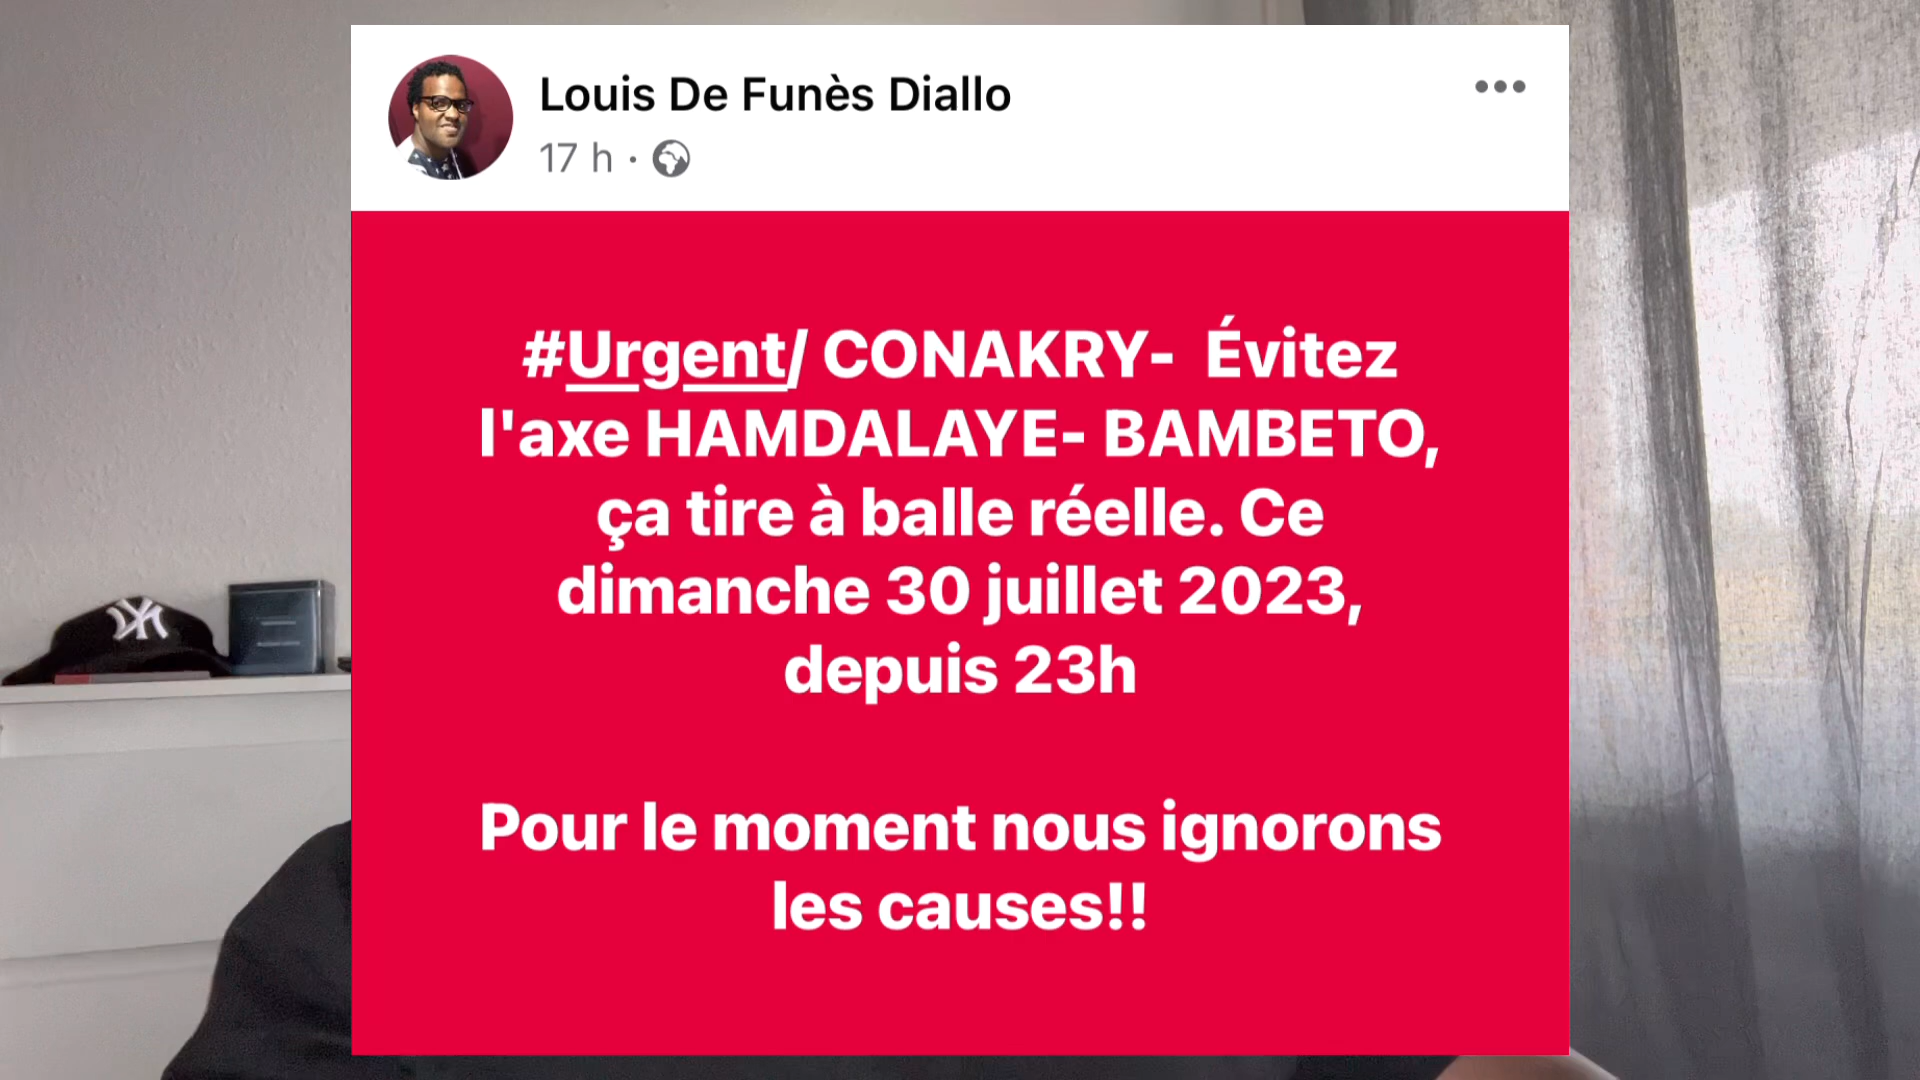 Louis De Funès Diallo
17 h ·
#Urgent/ CONAKRY- Évitez
l'axe HAMDALAYE- BAMBETO,
ça tire à balle réelle. Ce
dimanche 30 juillet 2023,
depuis 23h
Pour le moment nous ignorons
les causes!!
NY